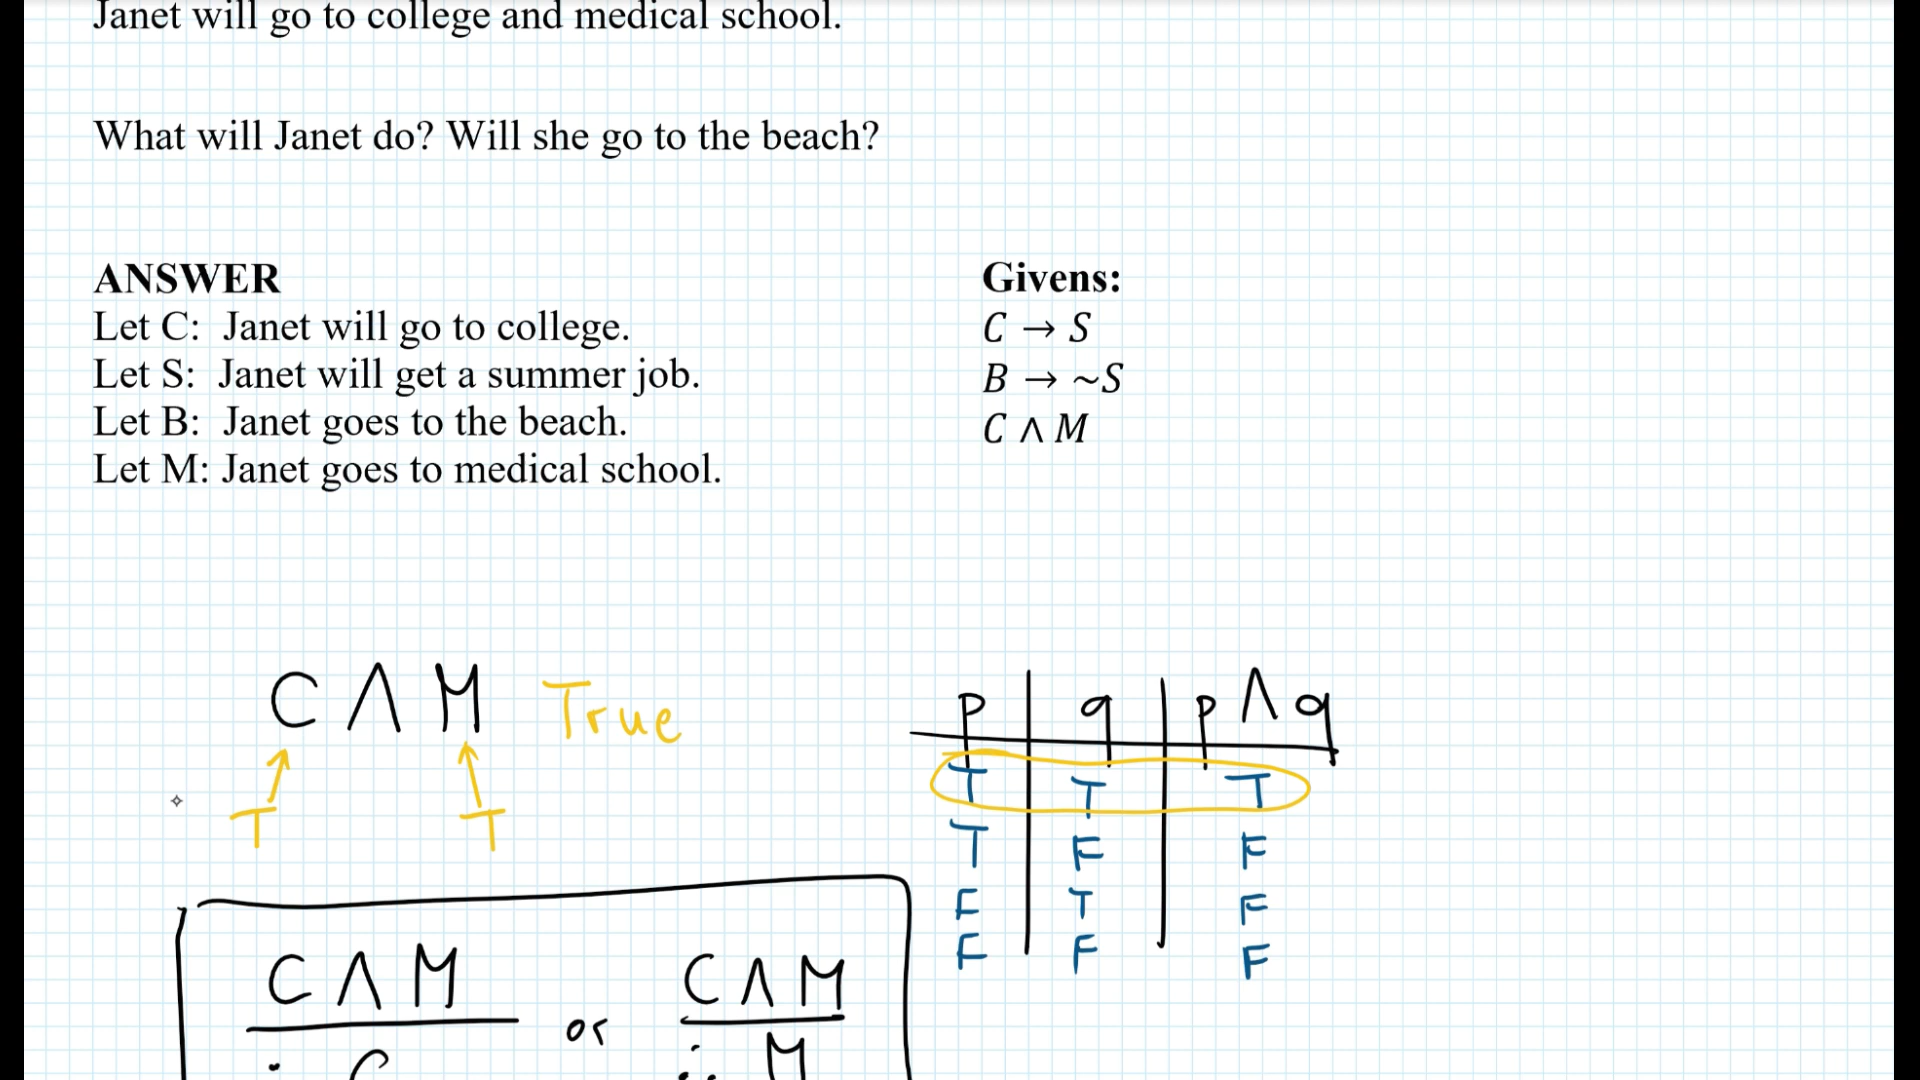 Janet will go to college and medical school.
What will Janet do? Will she go to the beach?
ANSWER
Let C: Janet will go to college.
Let S: Janet will get a summer job.
Let B: Janet goes to the beach.
Let M: Janet goes to medical school.
Givens:
C → S
B → ~S
C ∧ M
C ∧ M True
T T
p q p ∧ q
T T T
T F F
F T F
F F F
C ∧ M or C ∧ M
∴ C ∴ M